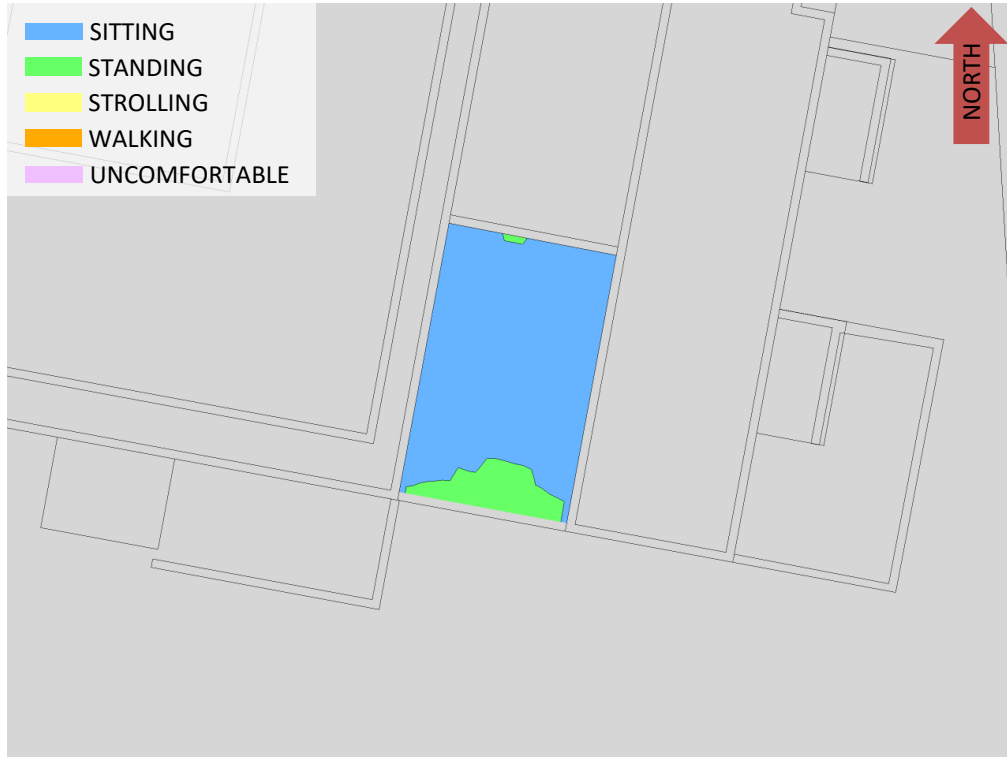 SITTING
STANDING
STROLLING
WALKING
UNCOMFORTABLE
NORTH